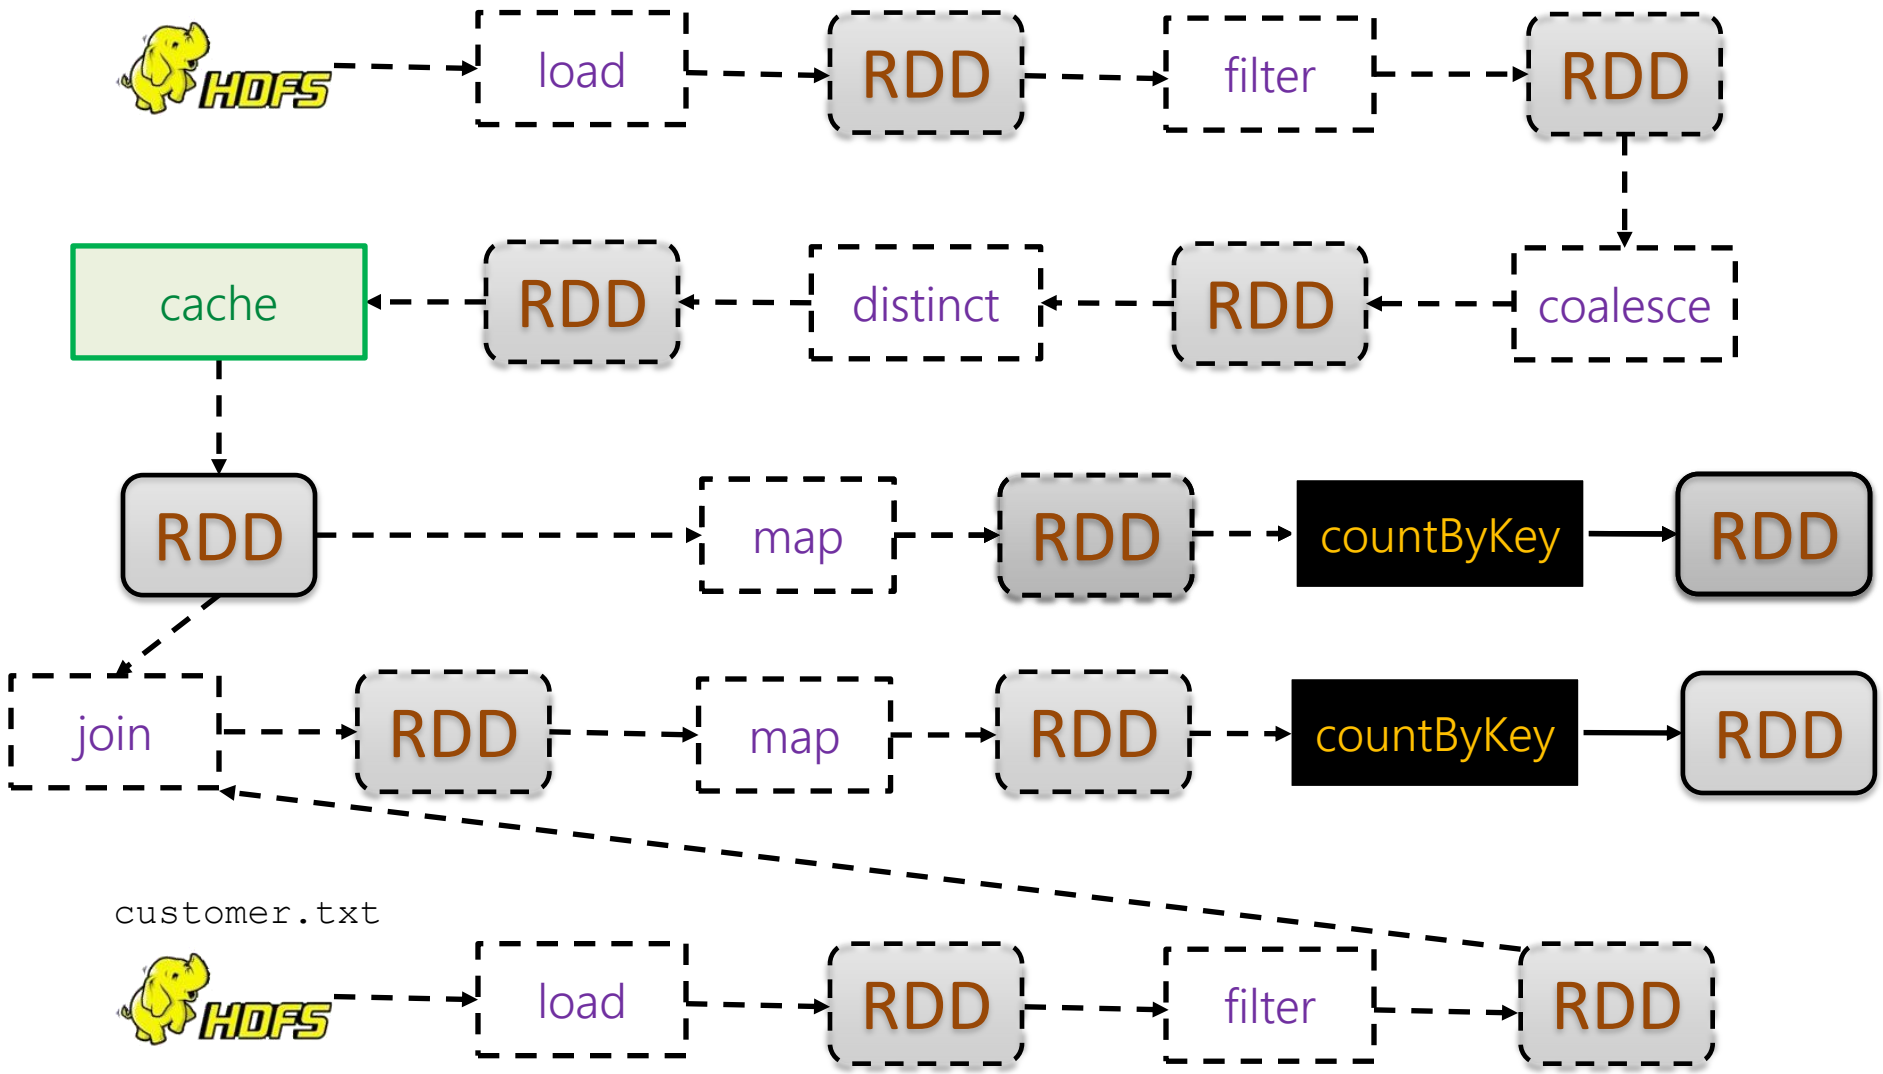 HDFS
load
RDD
filter
RDD
cache
RDD
distinct
RDD
coalesce
RDD
map
RDD
countByKey
RDD
join
RDD
map
RDD
countByKey
RDD
customer.txt
HDFS
load
RDD
filter
RDD